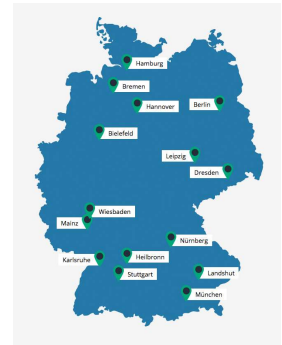 Hamburg
Bremen
Hannover
Berlin
Bielefeld
Leipzig
Dresden
Wiesbaden
Mainz
Nürnberg
Karlsruhe
Heilbronn
Stuttgart
Landshut
München